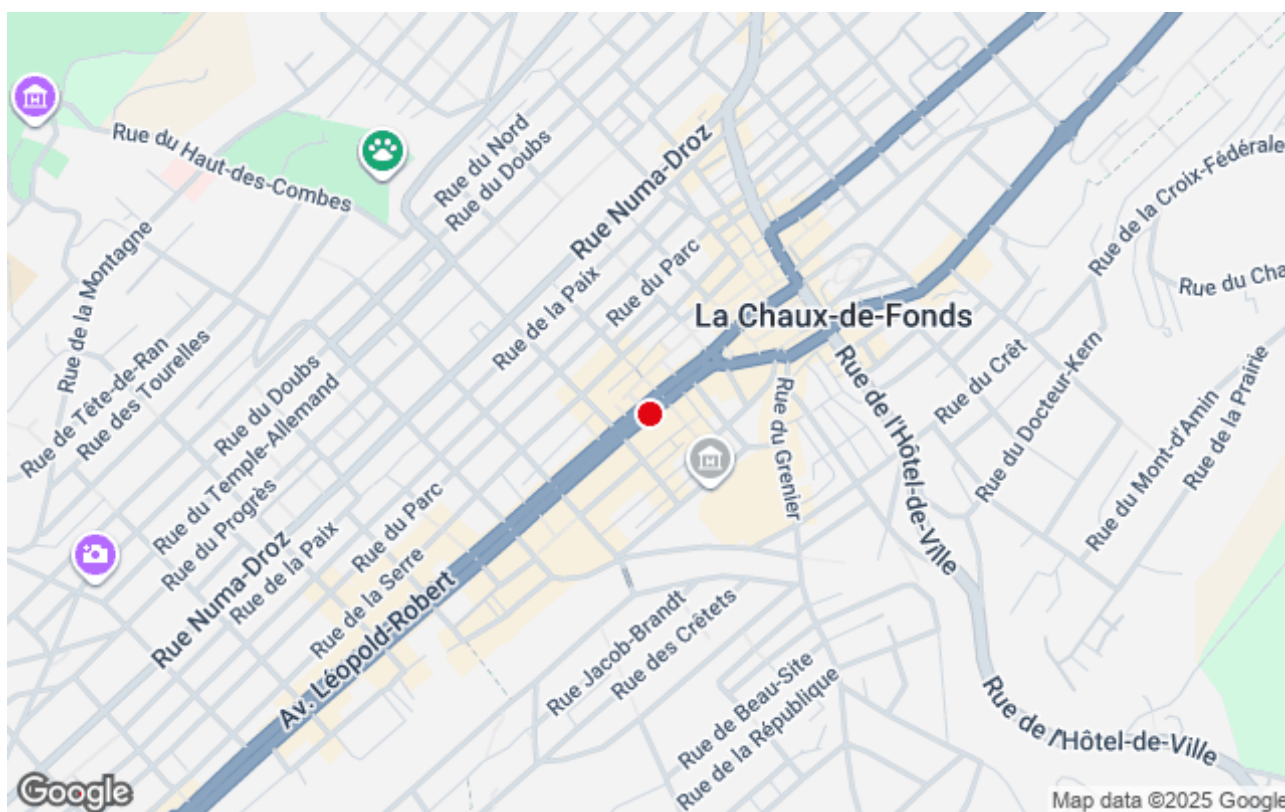 Rue du Haut-des-Combes
Rue du Nord
Rue du Doubs
Rue Numa-Droz
Rue de la Croix-Fédérale
Rue de la Montagne
Rue de la Paix
Rue du Parc
Rue du Cha
La Chaux-de-Fonds
Rue de Tête-de-Ran
Rue des Tourelles
Rue du Doubs
Rue du Temple-Allemand
Rue du Progrès
Rue Numa-Droz
Rue de la Paix
Rue du Parc
Rue de la Serre
Av. Léopold-Robert
Rue du Grenier
Rue de l'Hôtel-de-Ville
Rue du Crêt
Rue du Docteur-Kern
Rue du Mont-d'Amin
Rue de la Prairie
Rue Jacob-Brandt
Rue des Crêtets
Rue de Beau-Site
Rue de la République
Rue de l'Hôtel-de-Ville
Google
Map data ©2025 Google